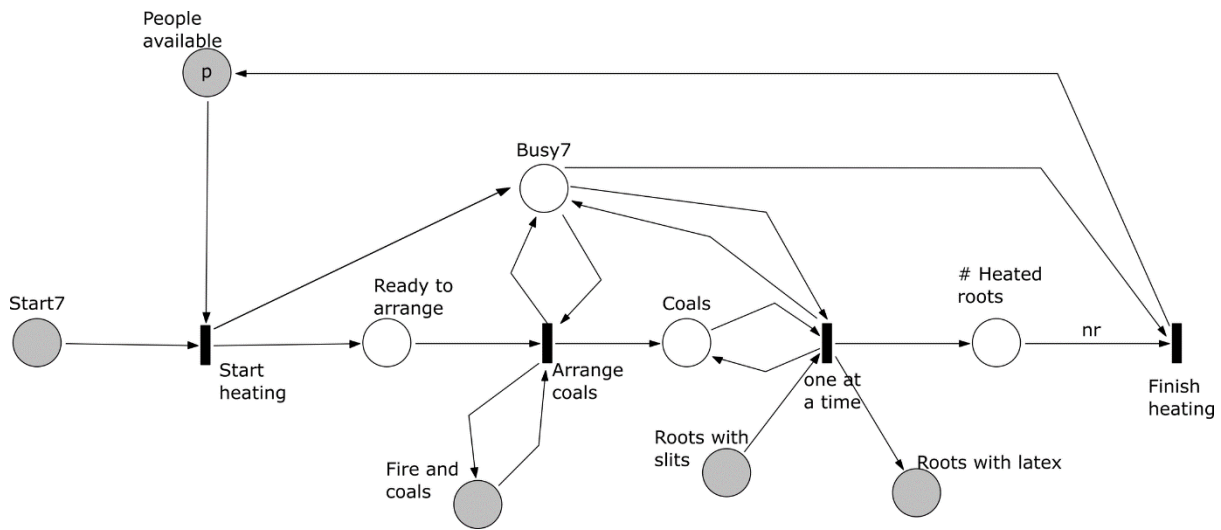 People
available
p
Busy7
Start7
Ready to
arrange
Coals
# Heated
roots
nr
Start
heating
Arrange
coals
one at
a time
Finish
heating
Fire and
coals
Roots with
slits
Roots with latex